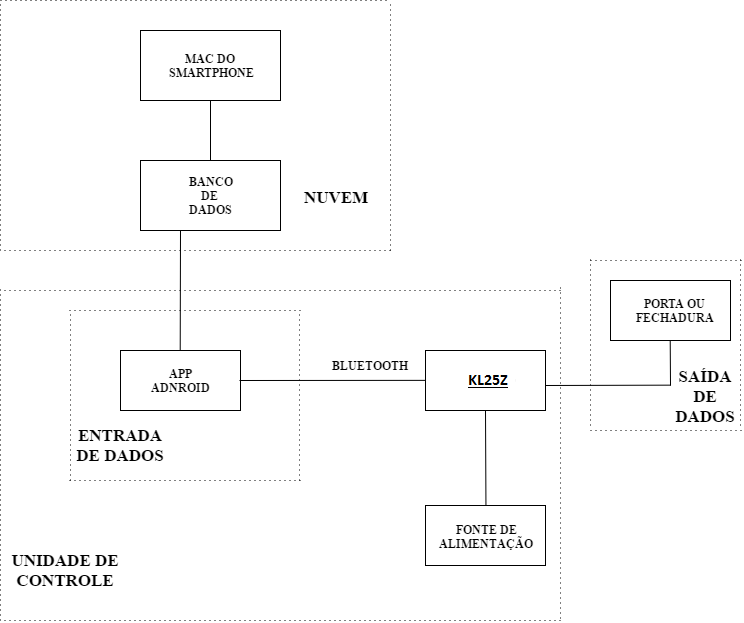 MAC DO
SMARTPHONE
BANCO
DE
DADOS
NUVEM
PORTA OU
FECHADURA
SAÍDA
DE
DADOS
APP
ADNROID
BLUETOOTH
KL25Z
ENTRADA
DE DADOS
FONTE DE
ALIMENTAÇÃO
UNIDADE DE
CONTROLE